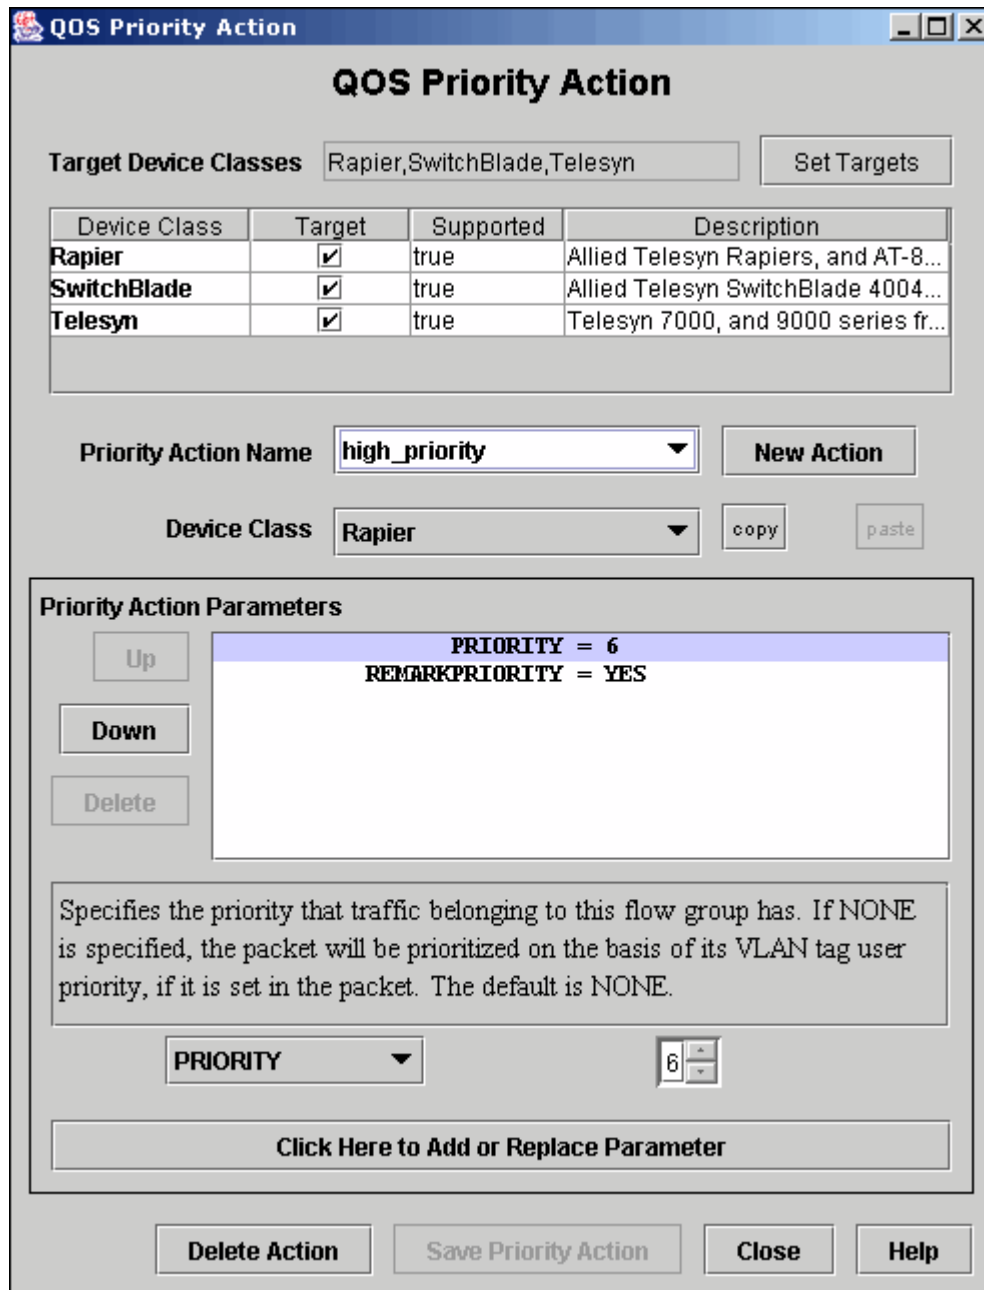 QOS Priority Action
QOS Priority Action
Target Device Classes Rapier,SwitchBlade,Telesyn Set Targets
Device Class Target Supported Description
Rapier true Allied Telesyn Rapiers, and AT-8...
SwitchBlade true Allied Telesyn SwitchBlade 4004...
Telesyn true Telesyn 7000, and 9000 series fr...
Priority Action Name high_priority New Action
Device Class Rapier copy paste
Priority Action Parameters
Up
PRIORITY = 6
REMARKPRIORITY = YES
Down
Delete
Specifies the priority that traffic belonging to this flow group has. If NONE
is specified, the packet will be prioritized on the basis of its VLAN tag user
priority, if it is set in the packet. The default is NONE.
PRIORITY 6
Click Here to Add or Replace Parameter
Delete Action Save Priority Action Close Help